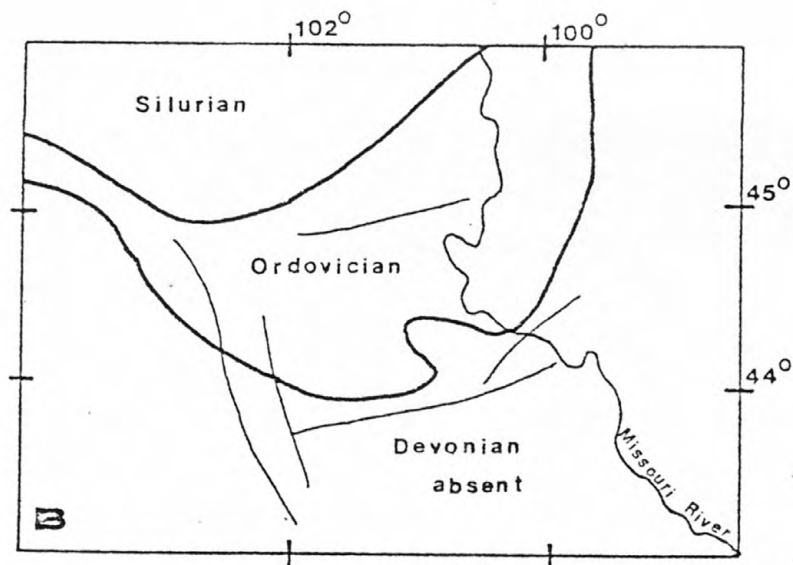 102°
100°
Silurian
45°
Ordovician
44°
Devonian
absent
Missouri River
B